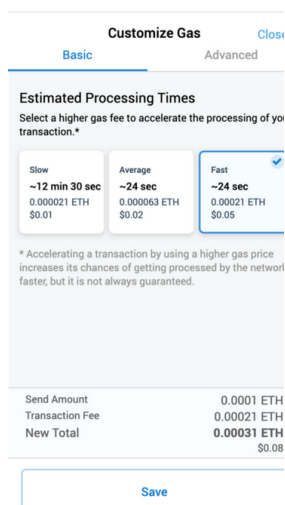 Customize Gas
Close
Basic Advanced
Estimated Processing Times
Select a higher gas fee to accelerate the processing of you
transaction.*
Slow Average Fast
~12 min 30 sec ~24 sec ~24 sec
0.000021 ETH 0.000063 ETH 0.00021 ETH
$0.01 $0.02 $0.05
* Accelerating a transaction by using a higher gas price
increases its chances of getting processed by the network
faster, but it is not always guaranteed.
Send Amount 0.0001 ETH
Transaction Fee 0.00021 ETH
New Total 0.00031 ETH
$0.08
Save